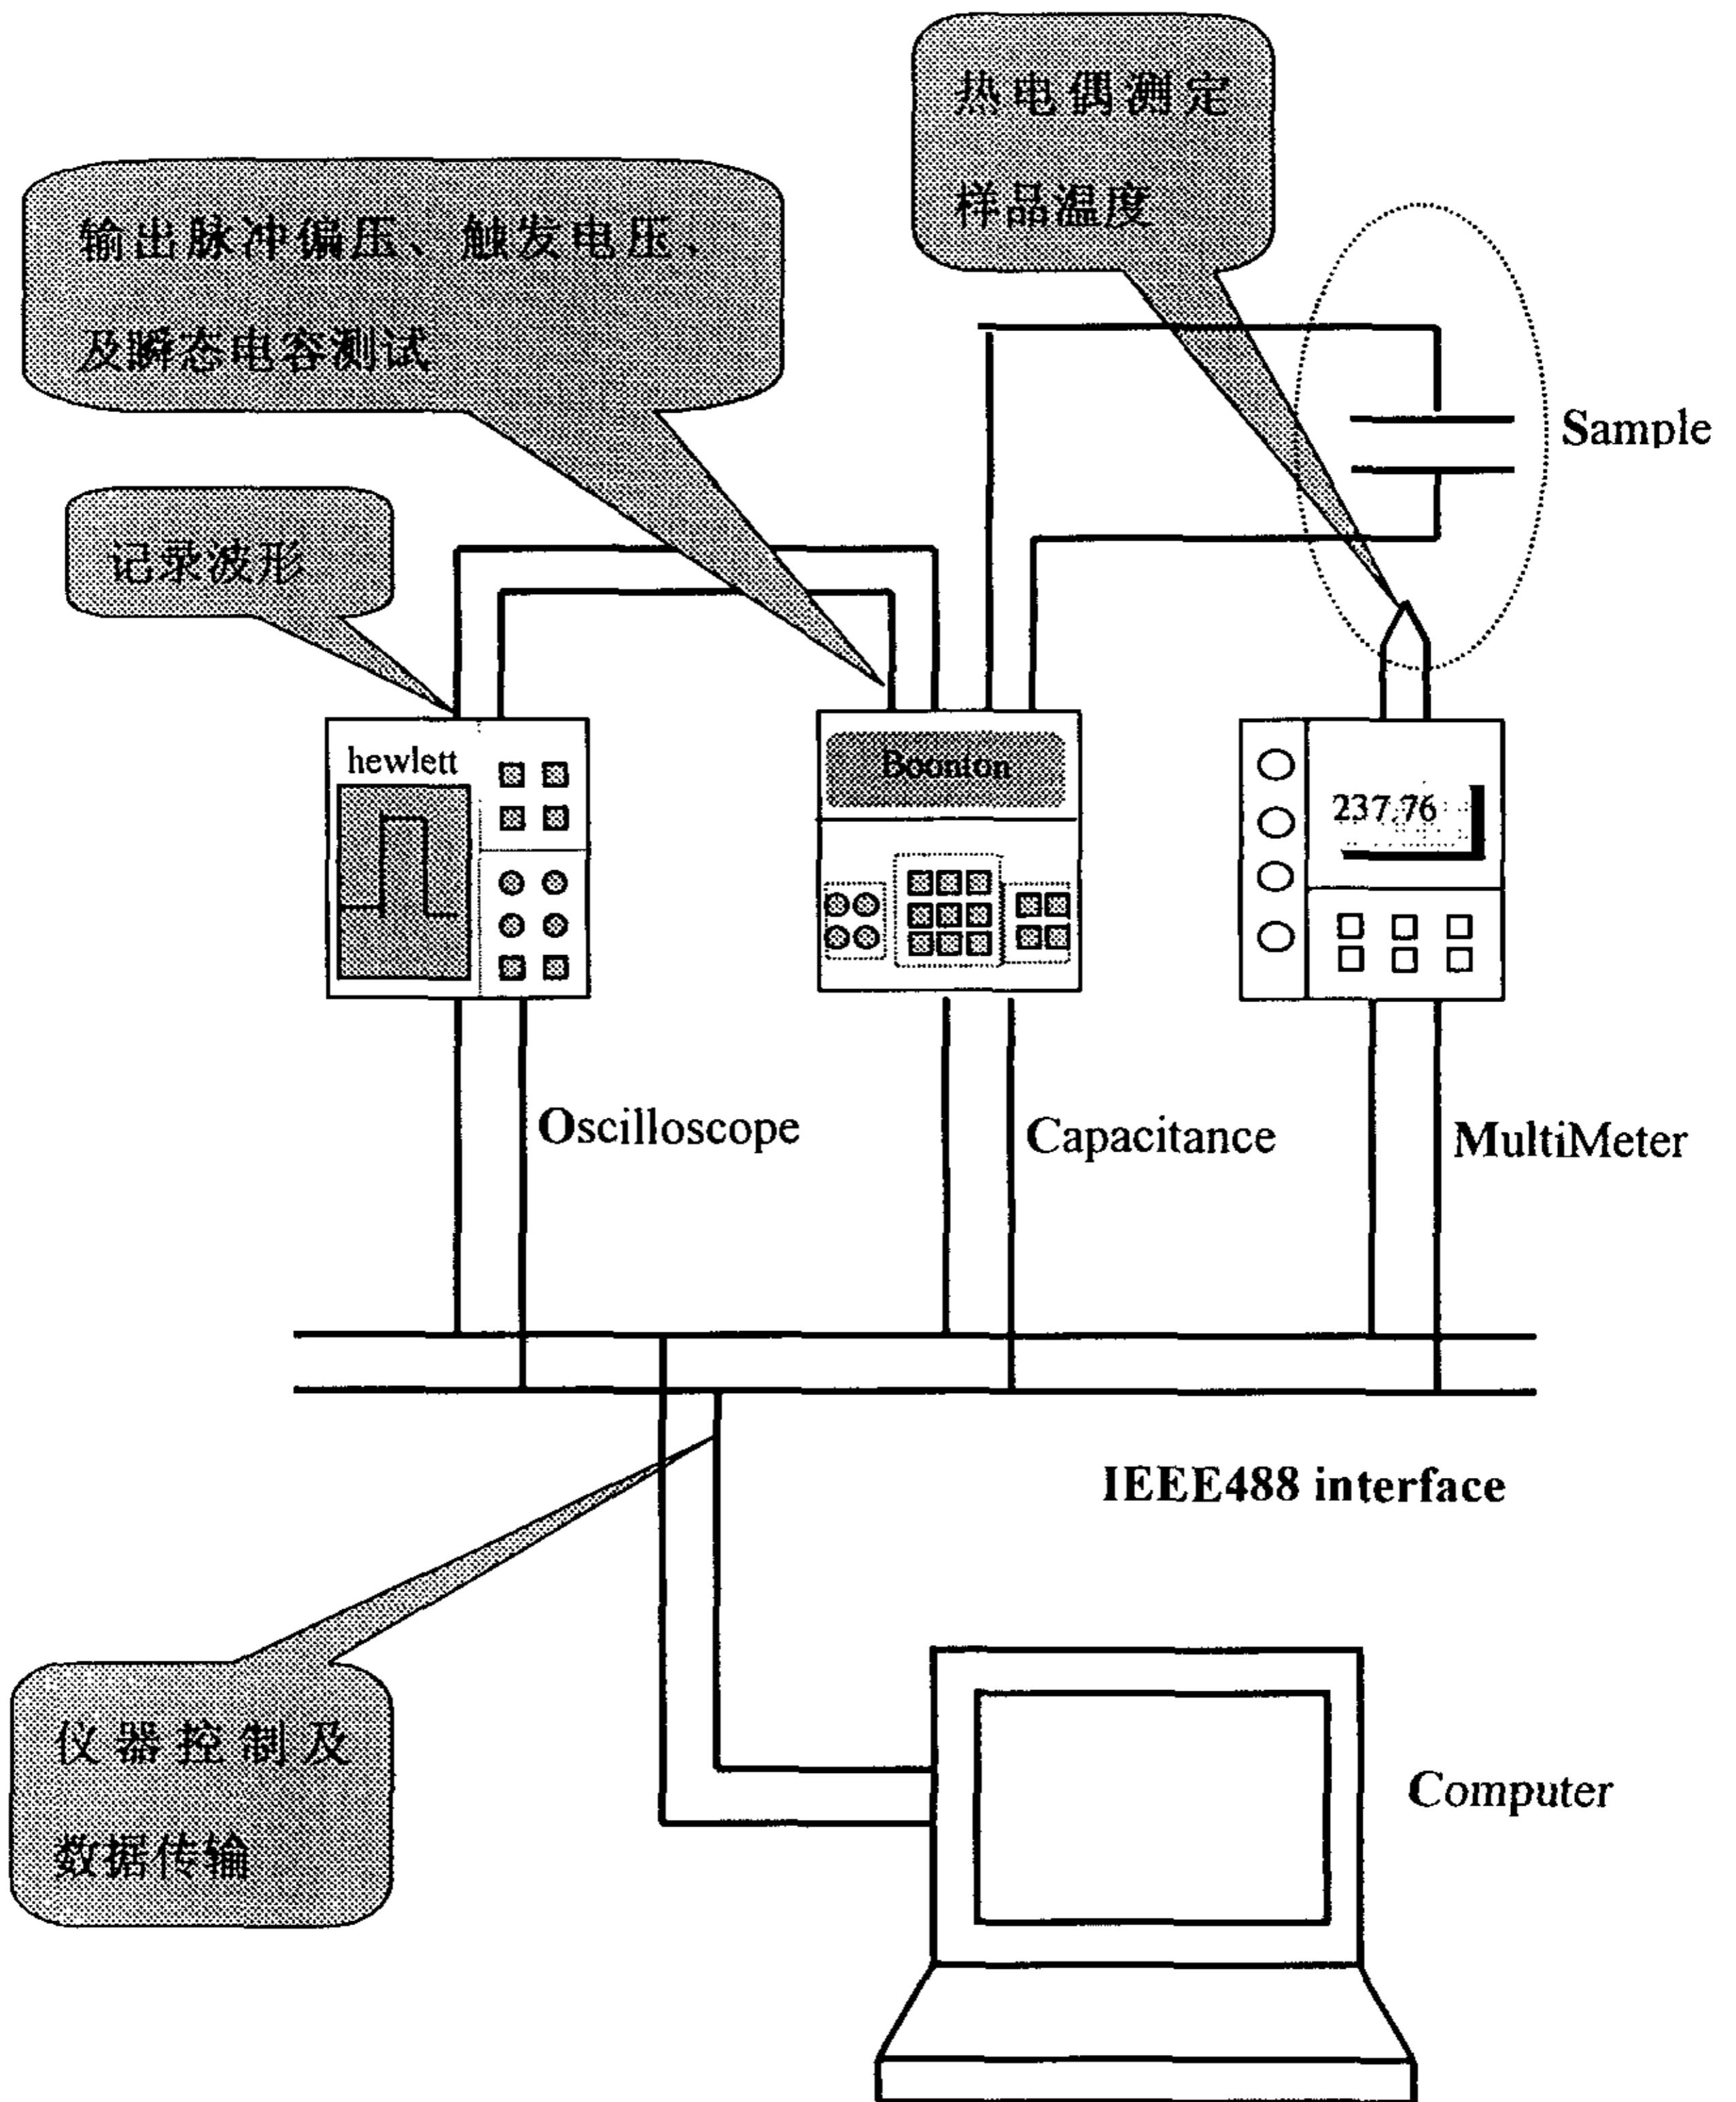 热电偶测定
样品温度
输出脉冲偏压、触发电压、
及瞬态电容测试
Sample
记录波形
hewlett
Boonton
237.76
Oscilloscope
Capacitance
MultiMeter
IEEE488 interface
仪器控制及
数据传输
Computer